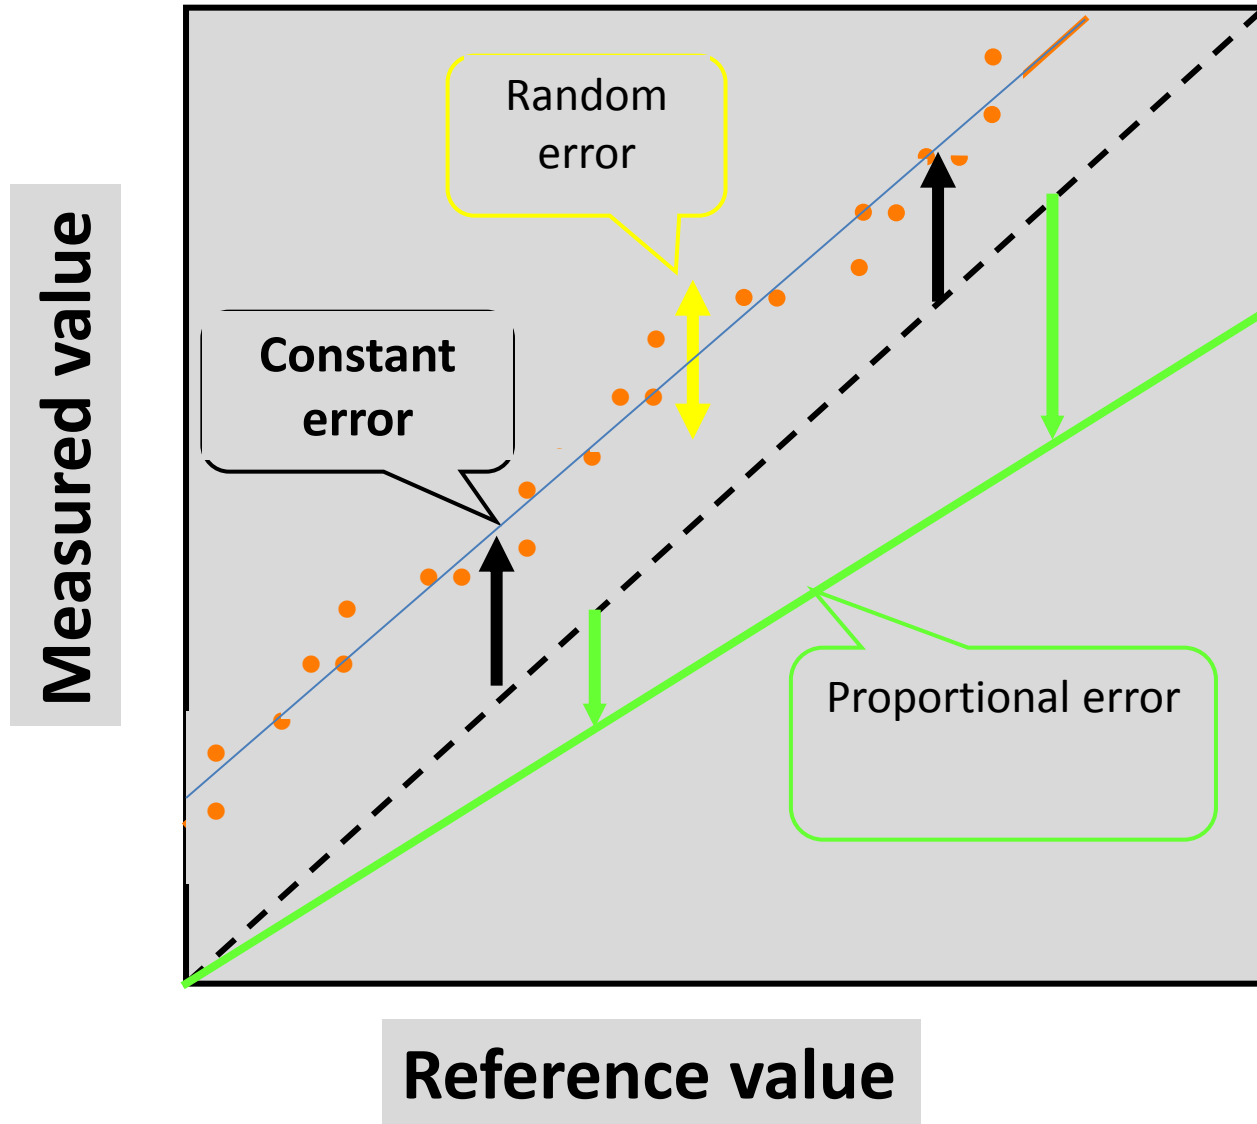 Random
error
Constant
error
Measured value
Proportional error
Reference value